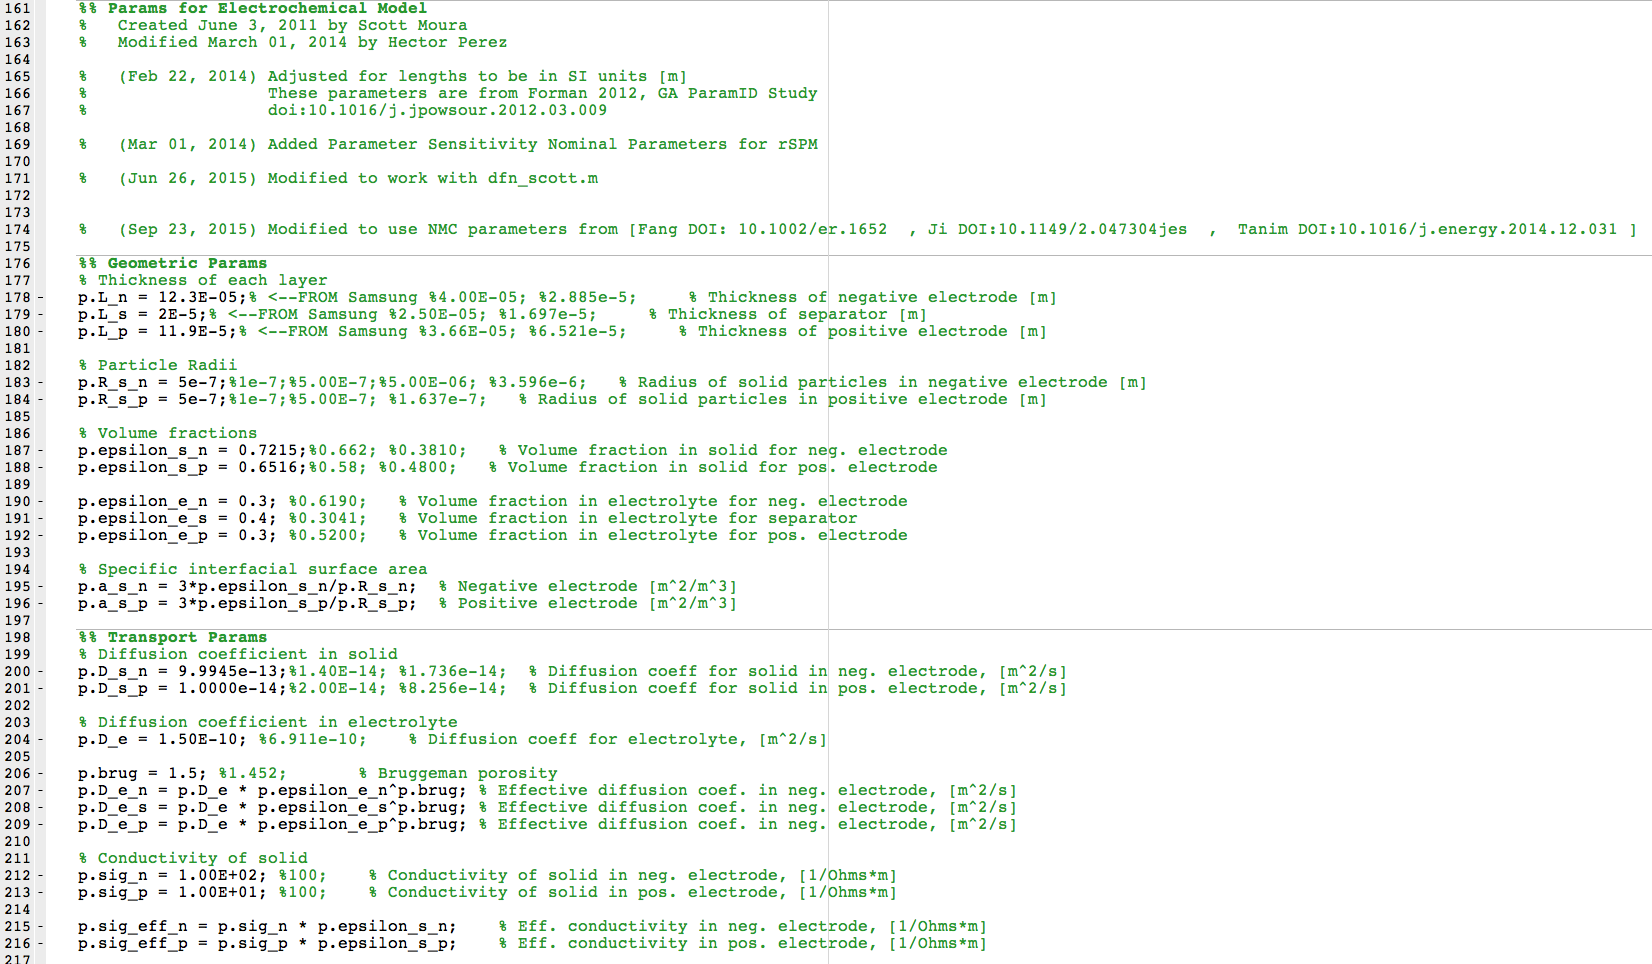 161 %% Params for Electrochemical Model
162 % Created June 3, 2011 by Scott Moura
163 % Modified March 01, 2014 by Hector Perez
164
165 % (Feb 22, 2014) Adjusted for lengths to be in SI units [m]
166 % These parameters are from Forman 2012, GA ParamID Study
167 % doi:10.1016/j.jpowsour.2012.03.009
168
169 % (Mar 01, 2014) Added Parameter Sensitivity Nominal Parameters for rSPM
170
171 % (Jun 26, 2015) Modified to work with dfn_scott.m
172
173
174 % (Sep 23, 2015) Modified to use NMC parameters from [Fang DOI: 10.1002/er.1652 , Ji DOI:10.1149/2.047304jes , Tanim DOI:10.1016/j.energy.2014.12.031 ]
175
176 %% Geometric Params
177 % Thickness of each layer
178 - p.L_n = 12.3E-05;% <--FROM Samsung %4.00E-05; %2.885e-5; % Thickness of negative electrode [m]
179 - p.L_s = 2E-5;% <--FROM Samsung %2.50E-05; %1.697e-5; % Thickness of separator [m]
180 - p.L_p = 11.9E-5;% <--FROM Samsung %3.66E-05; %6.521e-5; % Thickness of positive electrode [m]
181
182 % Particle Radii
183 - p.R_s_n = 5e-7;%1e-7;%5.00E-7;%5.00E-06; %3.596e-6; % Radius of solid particles in negative electrode [m]
184 - p.R_s_p = 5e-7;%1e-7;%5.00E-7; %1.637e-7; % Radius of solid particles in positive electrode [m]
185
186 % Volume fractions
187 - p.epsilon_s_n = 0.7215;%0.662; %0.3810; % Volume fraction in solid for neg. electrode
188 - p.epsilon_s_p = 0.6516;%0.58; %0.4800; % Volume fraction in solid for pos. electrode
189
190 - p.epsilon_e_n = 0.3; %0.6190; % Volume fraction in electrolyte for neg. electrode
191 - p.epsilon_e_s = 0.4; %0.3041; % Volume fraction in electrolyte for separator
192 - p.epsilon_e_p = 0.3; %0.5200; % Volume fraction in electrolyte for pos. electrode
193
194 % Specific interfacial surface area
195 - p.a_s_n = 3*p.epsilon_s_n/p.R_s_n; % Negative electrode [m^2/m^3]
196 - p.a_s_p = 3*p.epsilon_s_p/p.R_s_p; % Positive electrode [m^2/m^3]
197
198 %% Transport Params
199 % Diffusion coefficient in solid
200 - p.D_s_n = 9.9945e-13;%1.40E-14; %1.736e-14; % Diffusion coeff for solid in neg. electrode, [m^2/s]
201 - p.D_s_p = 1.0000e-14;%2.00E-14; %8.256e-14; % Diffusion coeff for solid in pos. electrode, [m^2/s]
202
203 % Diffusion coefficient in electrolyte
204 - p.D_e = 1.50E-10; %6.911e-10; % Diffusion coeff for electrolyte, [m^2/s]
205
206 - p.brug = 1.5; %1.452; % Bruggeman porosity
207 - p.D_e_n = p.D_e * p.epsilon_e_n^p.brug; % Effective diffusion coef. in neg. electrode, [m^2/s]
208 - p.D_e_s = p.D_e * p.epsilon_e_s^p.brug; % Effective diffusion coef. in neg. electrode, [m^2/s]
209 - p.D_e_p = p.D_e * p.epsilon_e_p^p.brug; % Effective diffusion coef. in neg. electrode, [m^2/s]
210
211 % Conductivity of solid
212 - p.sig_n = 1.00E+02; %100; % Conductivity of solid in neg. electrode, [1/Ohms*m]
213 - p.sig_p = 1.00E+01; %100; % Conductivity of solid in pos. electrode, [1/Ohms*m]
214
215 - p.sig_eff_n = p.sig_n * p.epsilon_s_n; % Eff. conductivity in neg. electrode, [1/Ohms*m]
216 - p.sig_eff_p = p.sig_p * p.epsilon_s_p; % Eff. conductivity in pos. electrode, [1/Ohms*m]
217